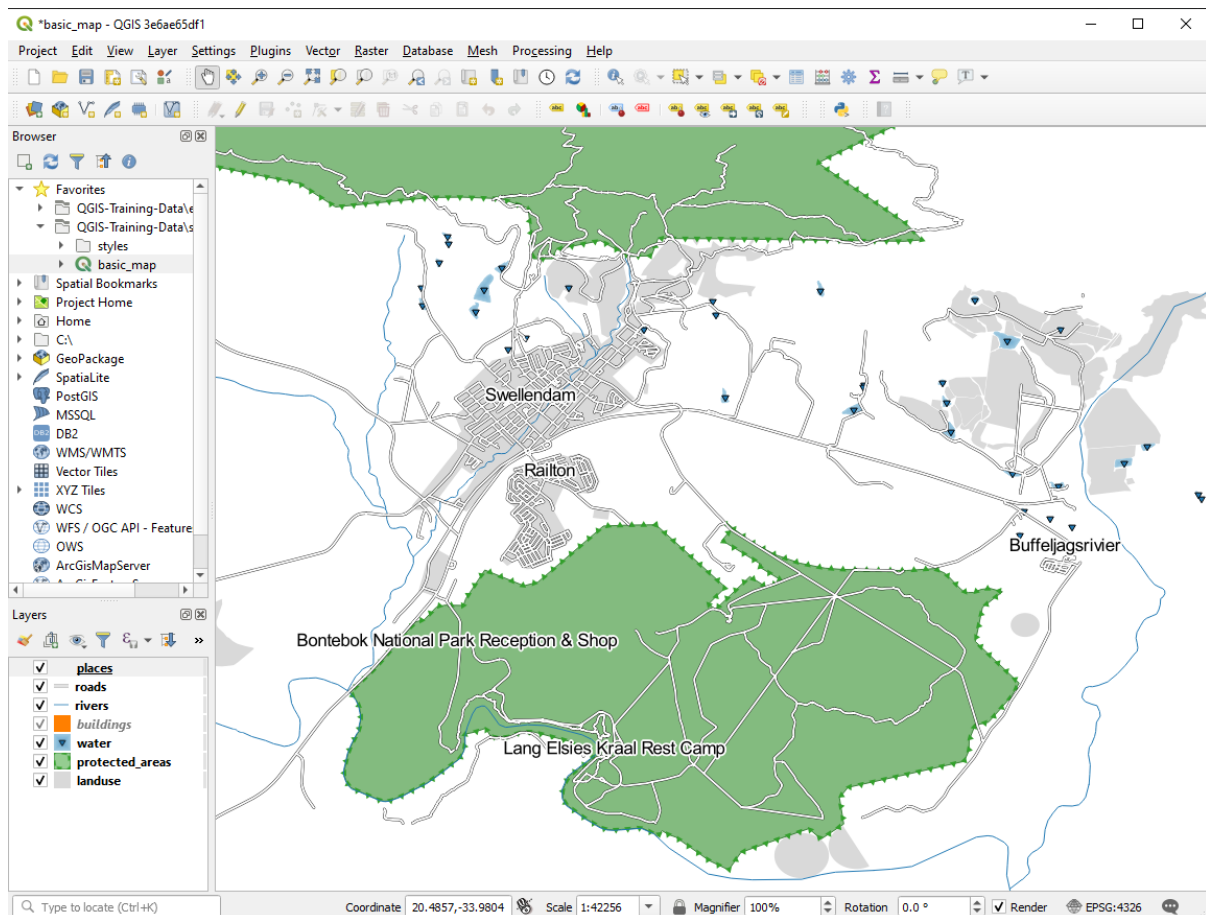 *basic_map - QGIS 3e6ae65df1
Project Edit View Layer Settings Plugins Vector Raster Database Mesh Processing Help
Browser
Favorites
QGIS-Training-Data\e
QGIS-Training-Data\s
styles
basic_map
Spatial Bookmarks
Project Home
Home
C:\
GeoPackage
SpatiaLite
PostGIS
MSSQL
DB2
WMS/WMTS
Vector Tiles
XYZ Tiles
WCS
WFS / OGC API - Feature
OWS
ArcGisMapServer
Layers
places
roads
rivers
buildings
water
protected_areas
landuse
Swellendam
Railton
Buffeljagsrivier
Bontebok National Park Reception & Shop
Lang Elsies Kraal Rest Camp
Type to locate (Ctrl+K) Coordinate 20.4857,-33.9804 Scale 1:42256 Magnifier 100% Rotation 0.0 ° Render EPSG:4326